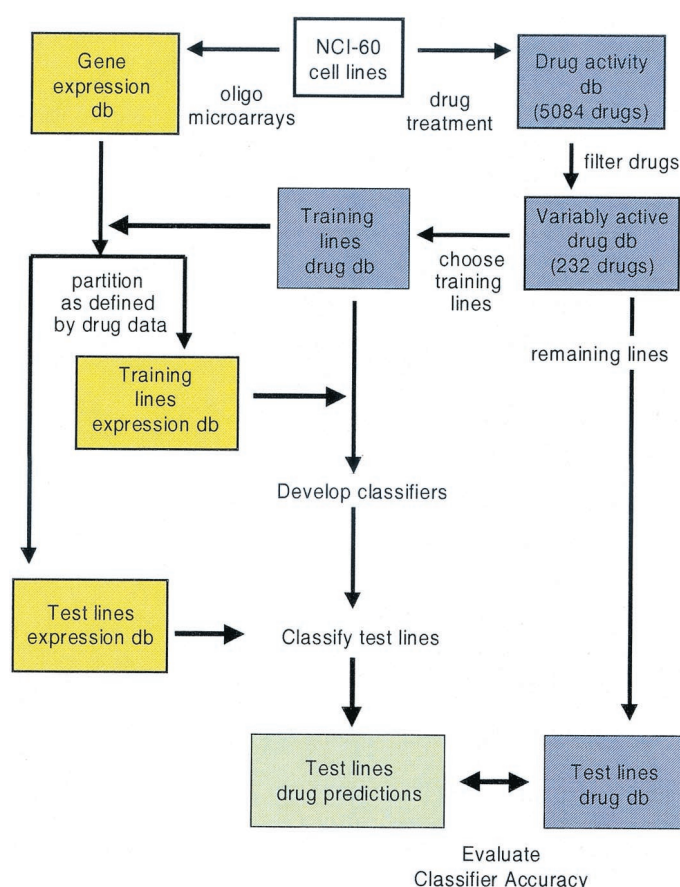 NCI-60
cell lines
Gene
expression
db
oligo
microarrays
drug
treatment
Drug activity
db
(5084 drugs)
filter drugs
Training
lines
drug db
choose
training
lines
Variably active
drug db
(232 drugs)
partition
as defined
by drug data
remaining lines
Training
lines
expression db
Develop classifiers
Test lines
expression db
Classify test lines
Test lines
drug predictions
Test lines
drug db
Evaluate
Classifier Accuracy